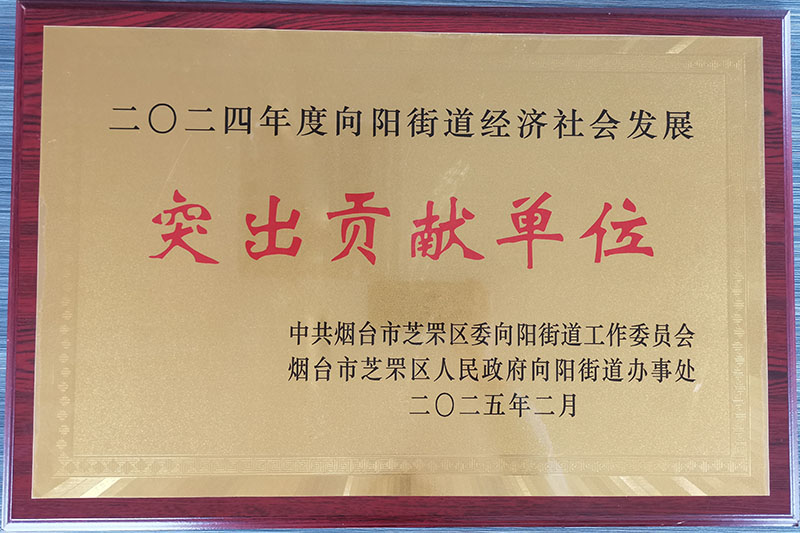 二〇二四年度向阳街道经济社会发展
突出贡献单位
中共烟台市芝罘区委向阳街道工作委员会
烟台市芝罘区人民政府向阳街道办事处
二〇二五年二月